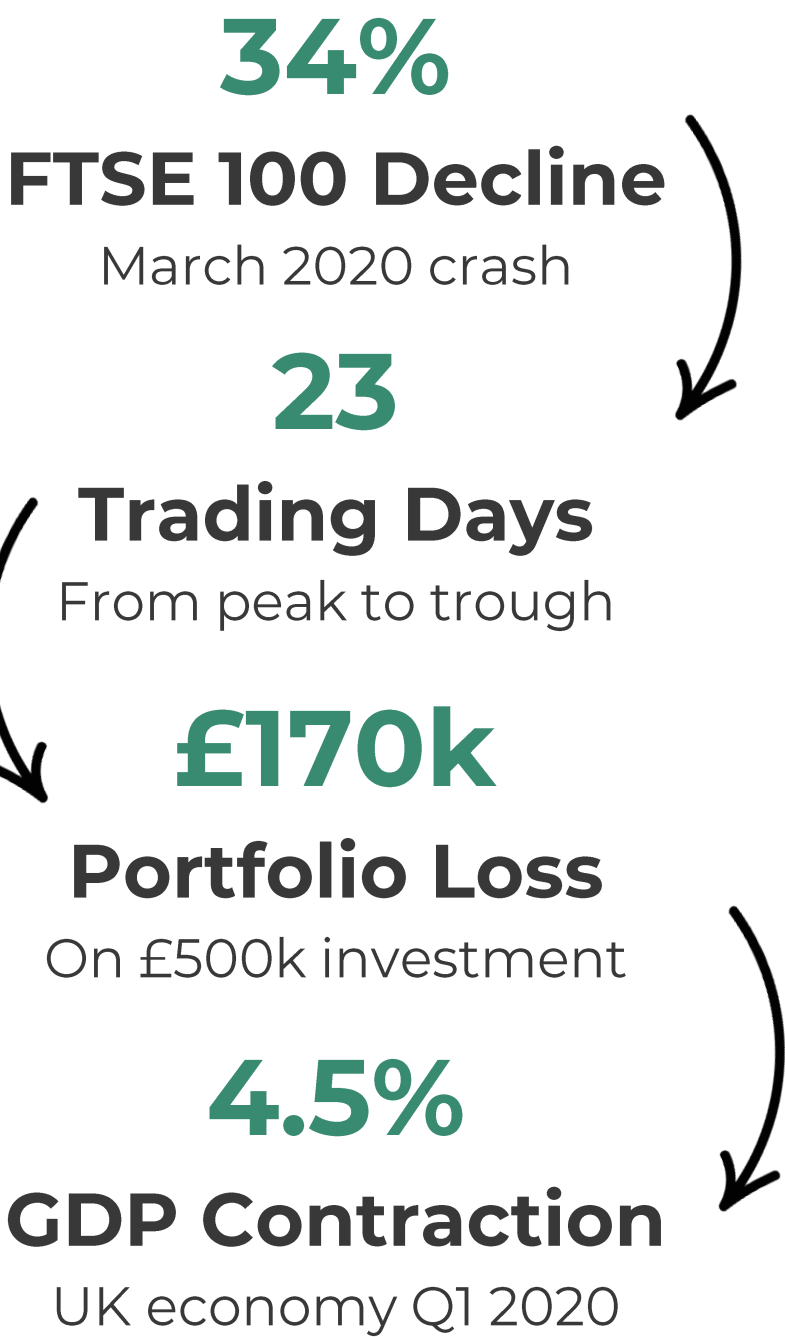 34%
FTSE 100 Decline
March 2020 crash
23
Trading Days
From peak to trough
£170k
Portfolio Loss
On £500k investment
4.5%
GDP Contraction
UK economy Q1 2020